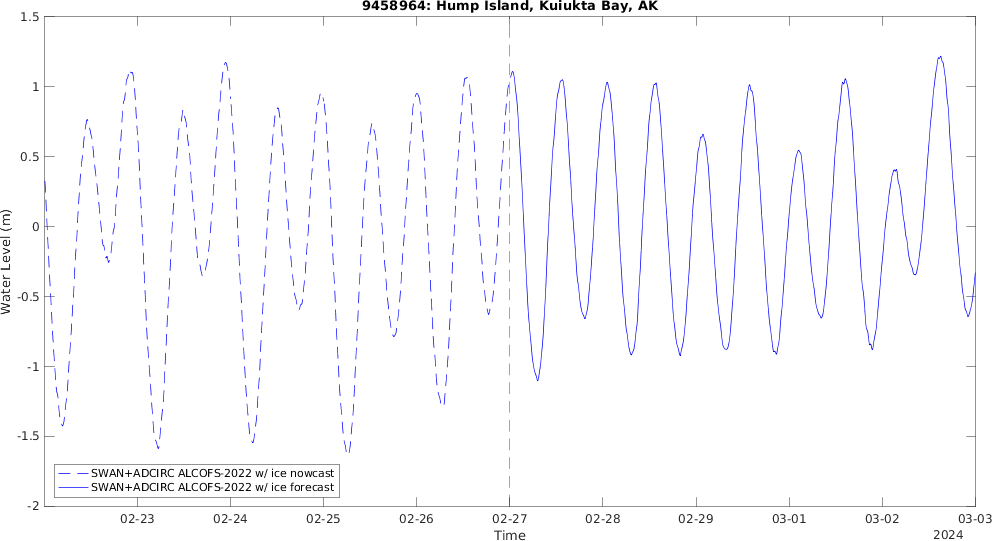 9458964: Hump Island, Kuiukta Bay, AK
1.5
1
0.5
0
-0.5
-1
-1.5
-2
Water Level (m)
SWAN+ADCIRC ALCOFS-2022 w/ ice nowcast
SWAN+ADCIRC ALCOFS-2022 w/ ice forecast
02-23 02-24 02-25 02-26 02-27 02-28 02-29 03-01 03-02 03-03
Time
2024